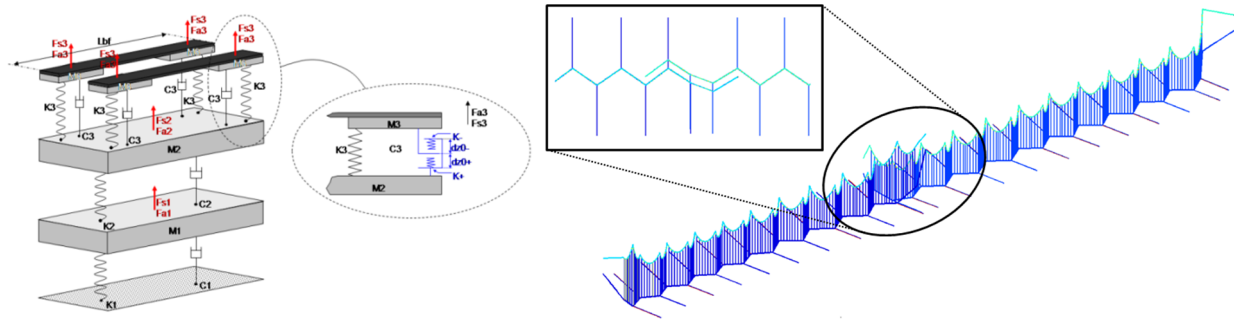 Fs3
Fa3
Fs3
Fa3
Fs3
Fa3
Fs3
Fa3
Lbf
K3
K3
K3
K3
C3
C3
C3
C3
Fs2
Fa2
M2
K2
C2
Fs1
Fa1
M1
K1
C1
M3
K3
C3
M2
Fa3
Fs3
K-
dz0-
dz0+
K+